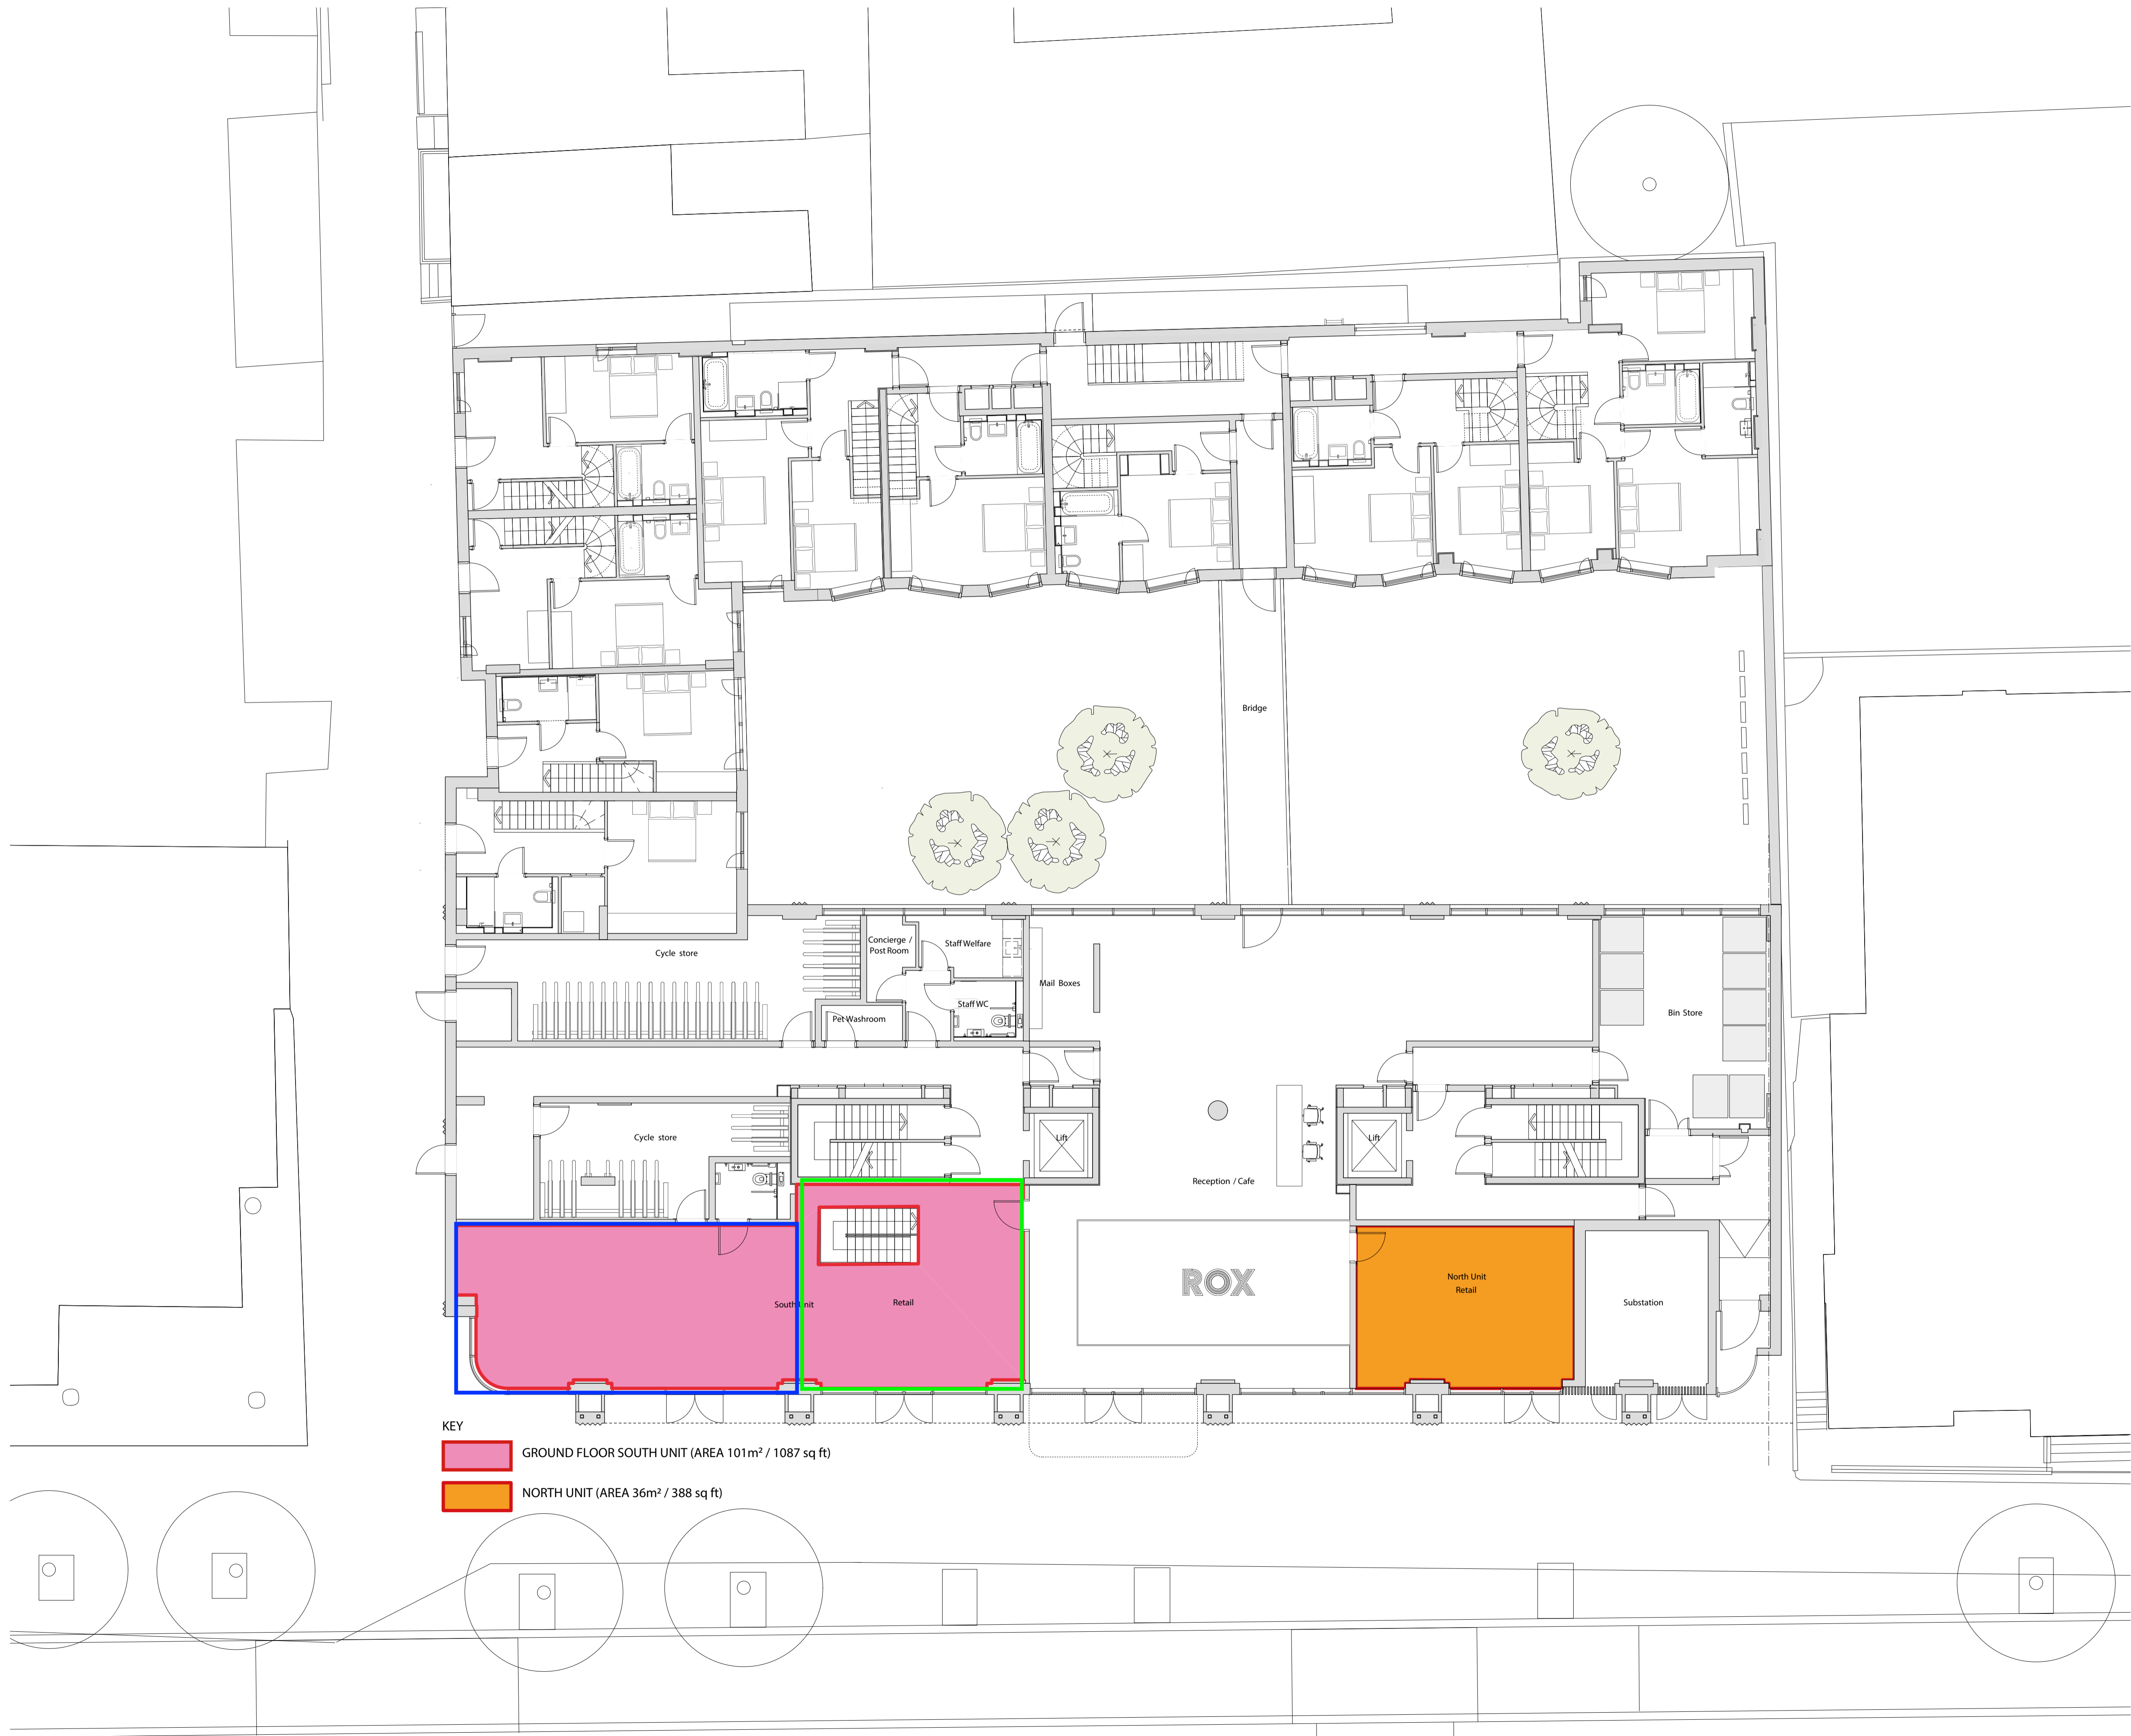 Bridge
Concierge /
Post Room
Staff Welfare
Cycle store
Mail Boxes
Staff WC
Pet Washroom
Bin Store
Cycle store
Lift
Lift
Reception / Cafe
North Unit
Retail
South Unit
Retail
Substation
ROX
KEY
GROUND FLOOR SOUTH UNIT (AREA 101m² / 1087 sq ft)
NORTH UNIT (AREA 36m² / 388 sq ft)